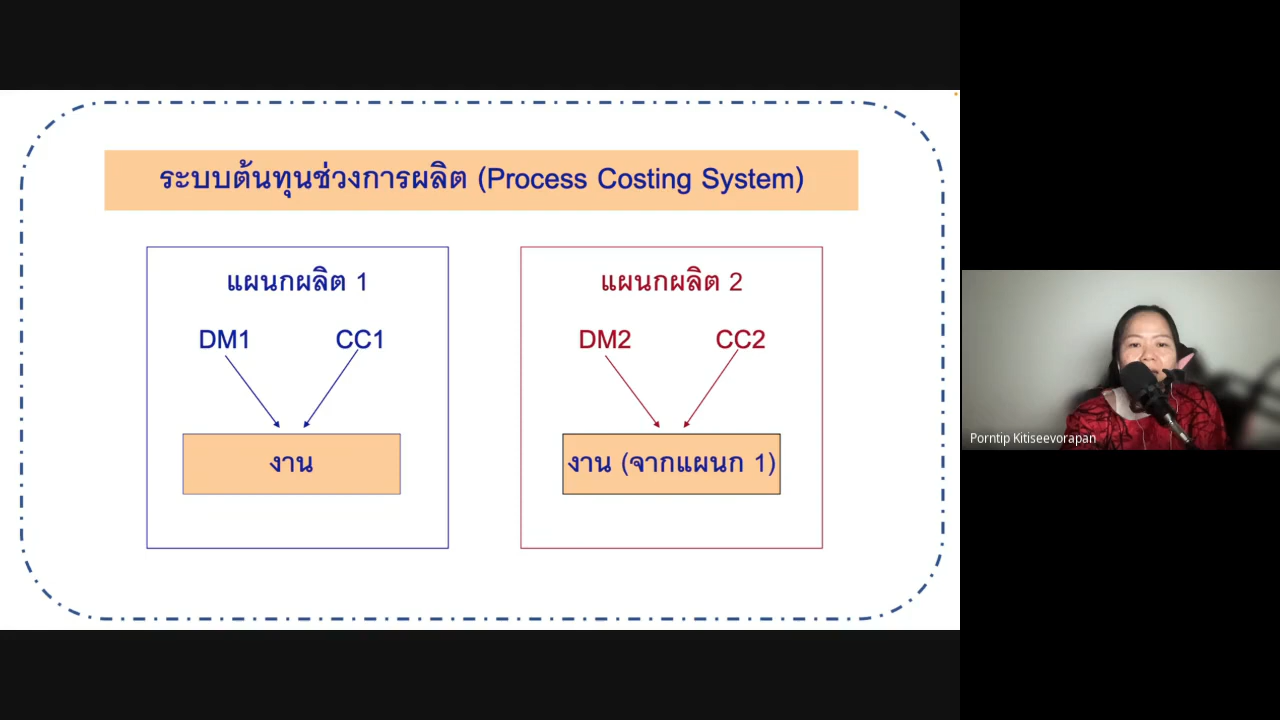 ระบบต้นทุนช่วงการผลิต (Process Costing System)
แผนกผลิต 1
DM1 CC1
งาน
แผนกผลิต 2
DM2 CC2
งาน (จากแผนก 1)
Porntip Kitiseevorapan